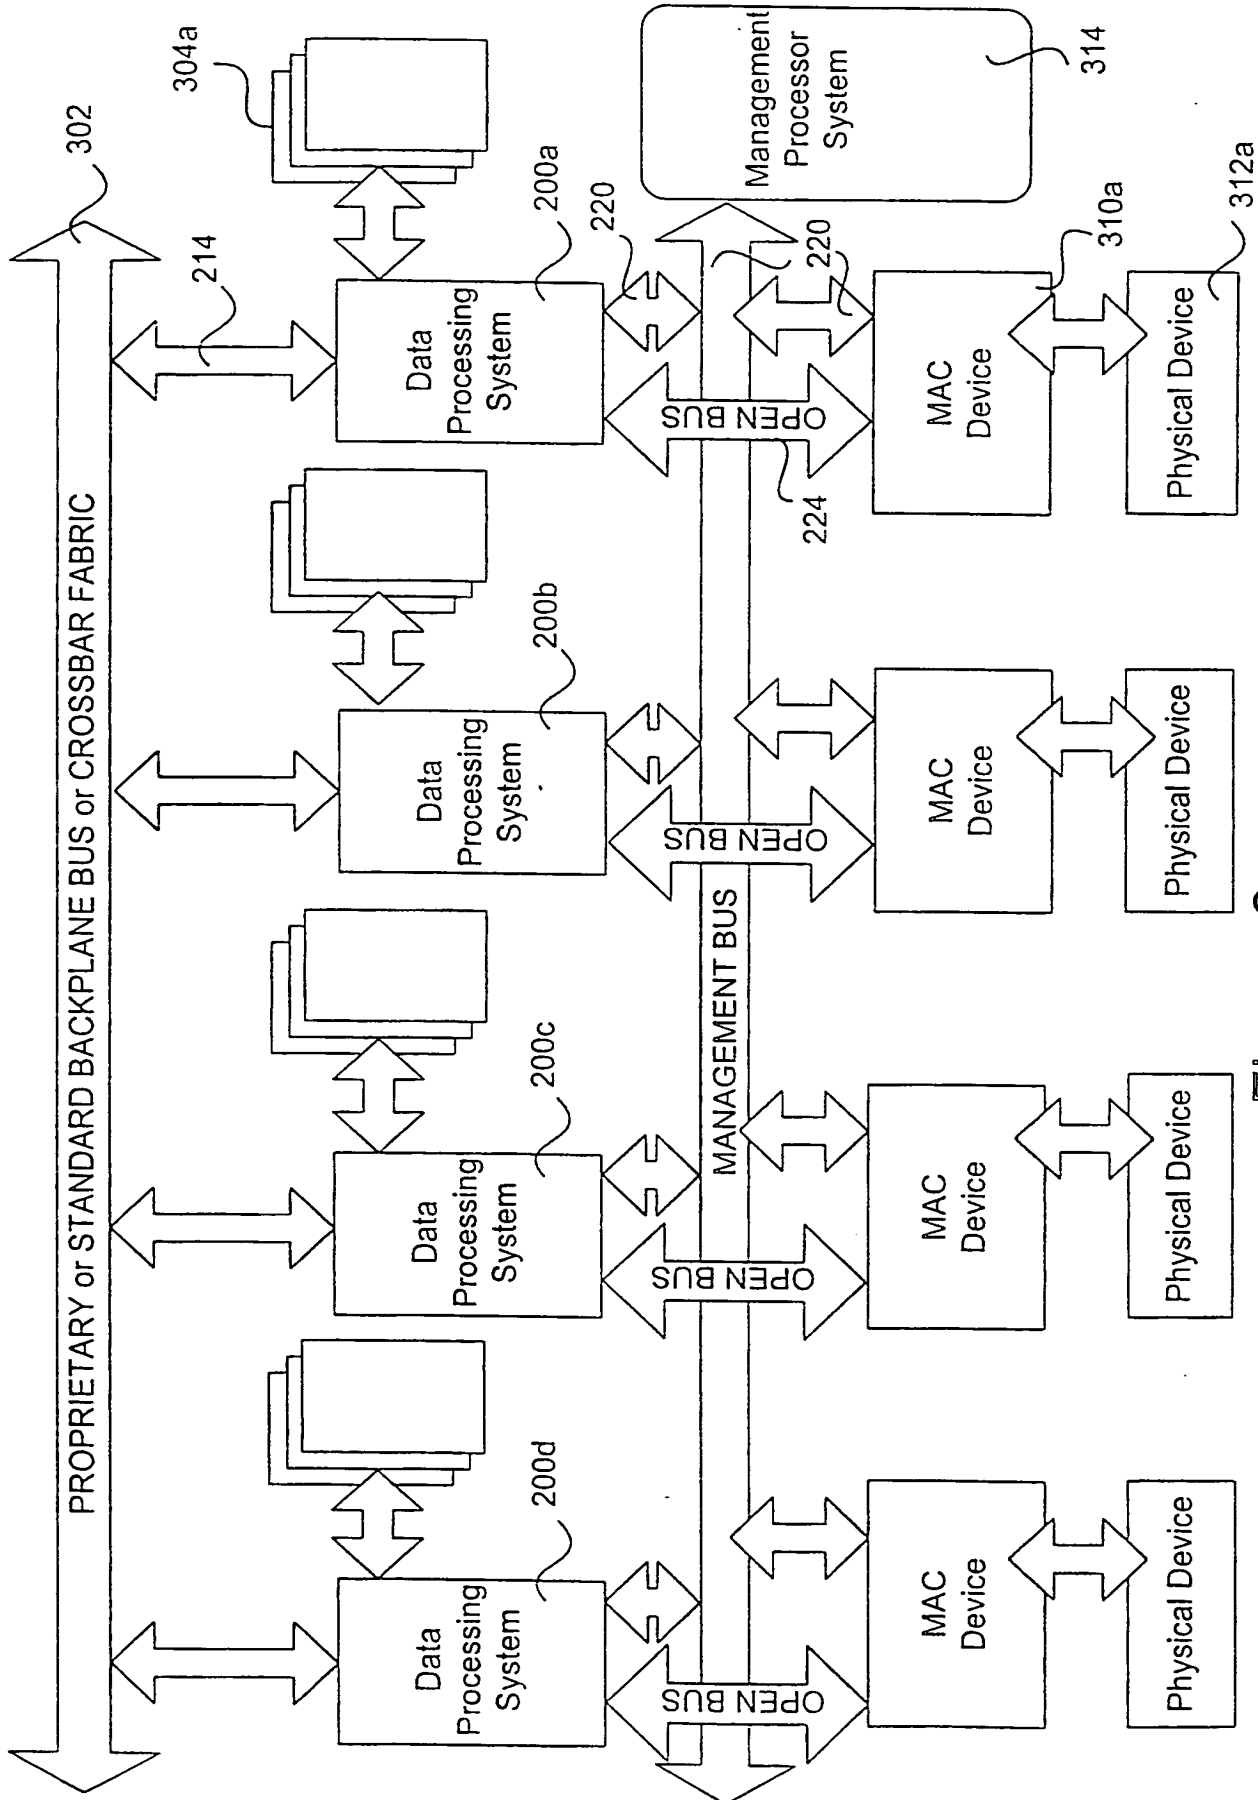 PROPRIETARY or STANDARD BACKPLANE BUS or CROSSBAR FABRIC
302
214
304a
Data
Processing
System
200d
Data
Processing
System
200c
Data
Processing
System
200b
Data
Processing
System
200a
220
OPEN BUS
OPEN BUS
OPEN BUS
OPEN BUS
MANAGEMENT BUS
224
220
Management
Processor
System
314
MAC
Device
MAC
Device
MAC
Device
MAC
Device
310a
Physical Device
Physical Device
Physical Device
Physical Device
312a